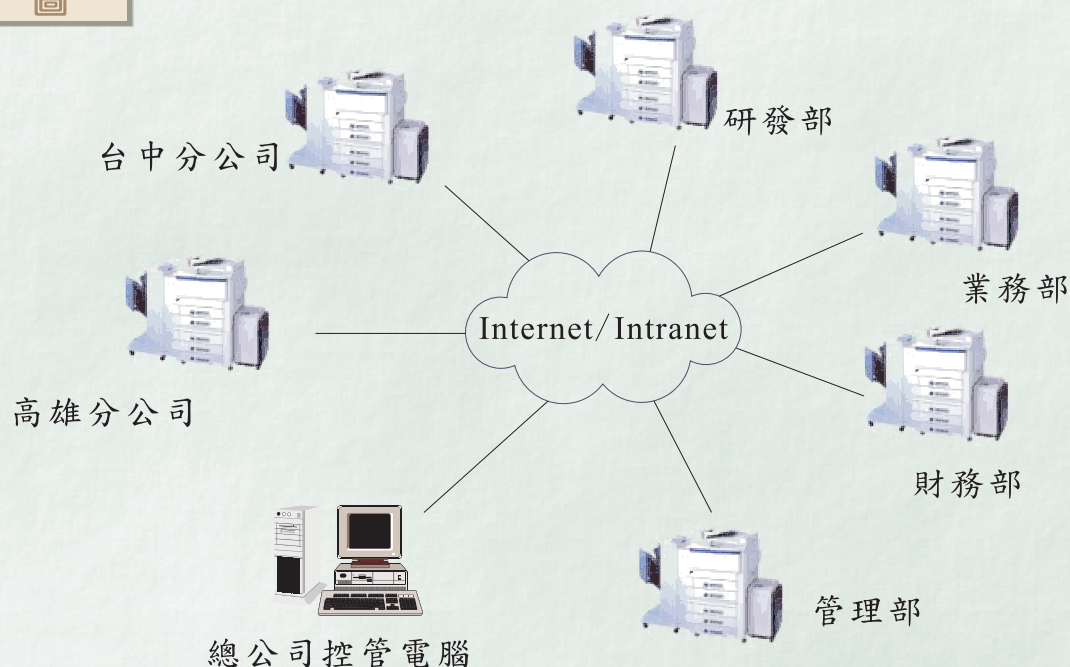 研發部
台中分公司
業務部
Internet/Intranet
高雄分公司
財務部
管理部
總公司控管電腦